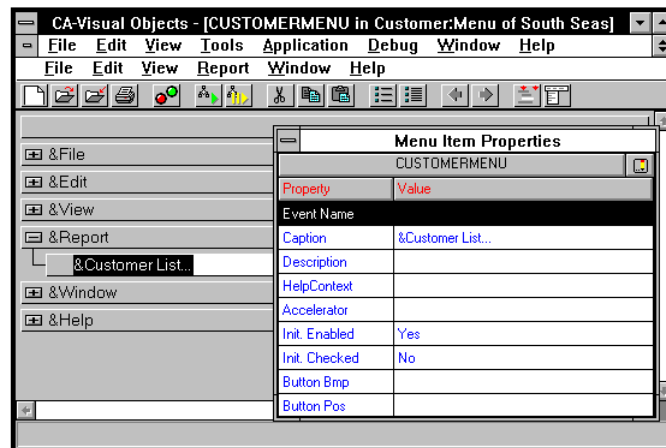 CA-Visual Objects - [CUSTOMERMENU in Customer:Menu of South Seas]
File Edit View Tools Application Debug Window Help
File Edit View Report Window Help
Menu Item Properties
CUSTOMERMENU
Property Value
Event Name
Caption &Customer List...
Description
HelpContext
Accelerator
Init. Enabled Yes
Init. Checked No
Button Bmp
Button Pos
&File
&Edit
&View
&Report
&Customer List...
&Window
&Help